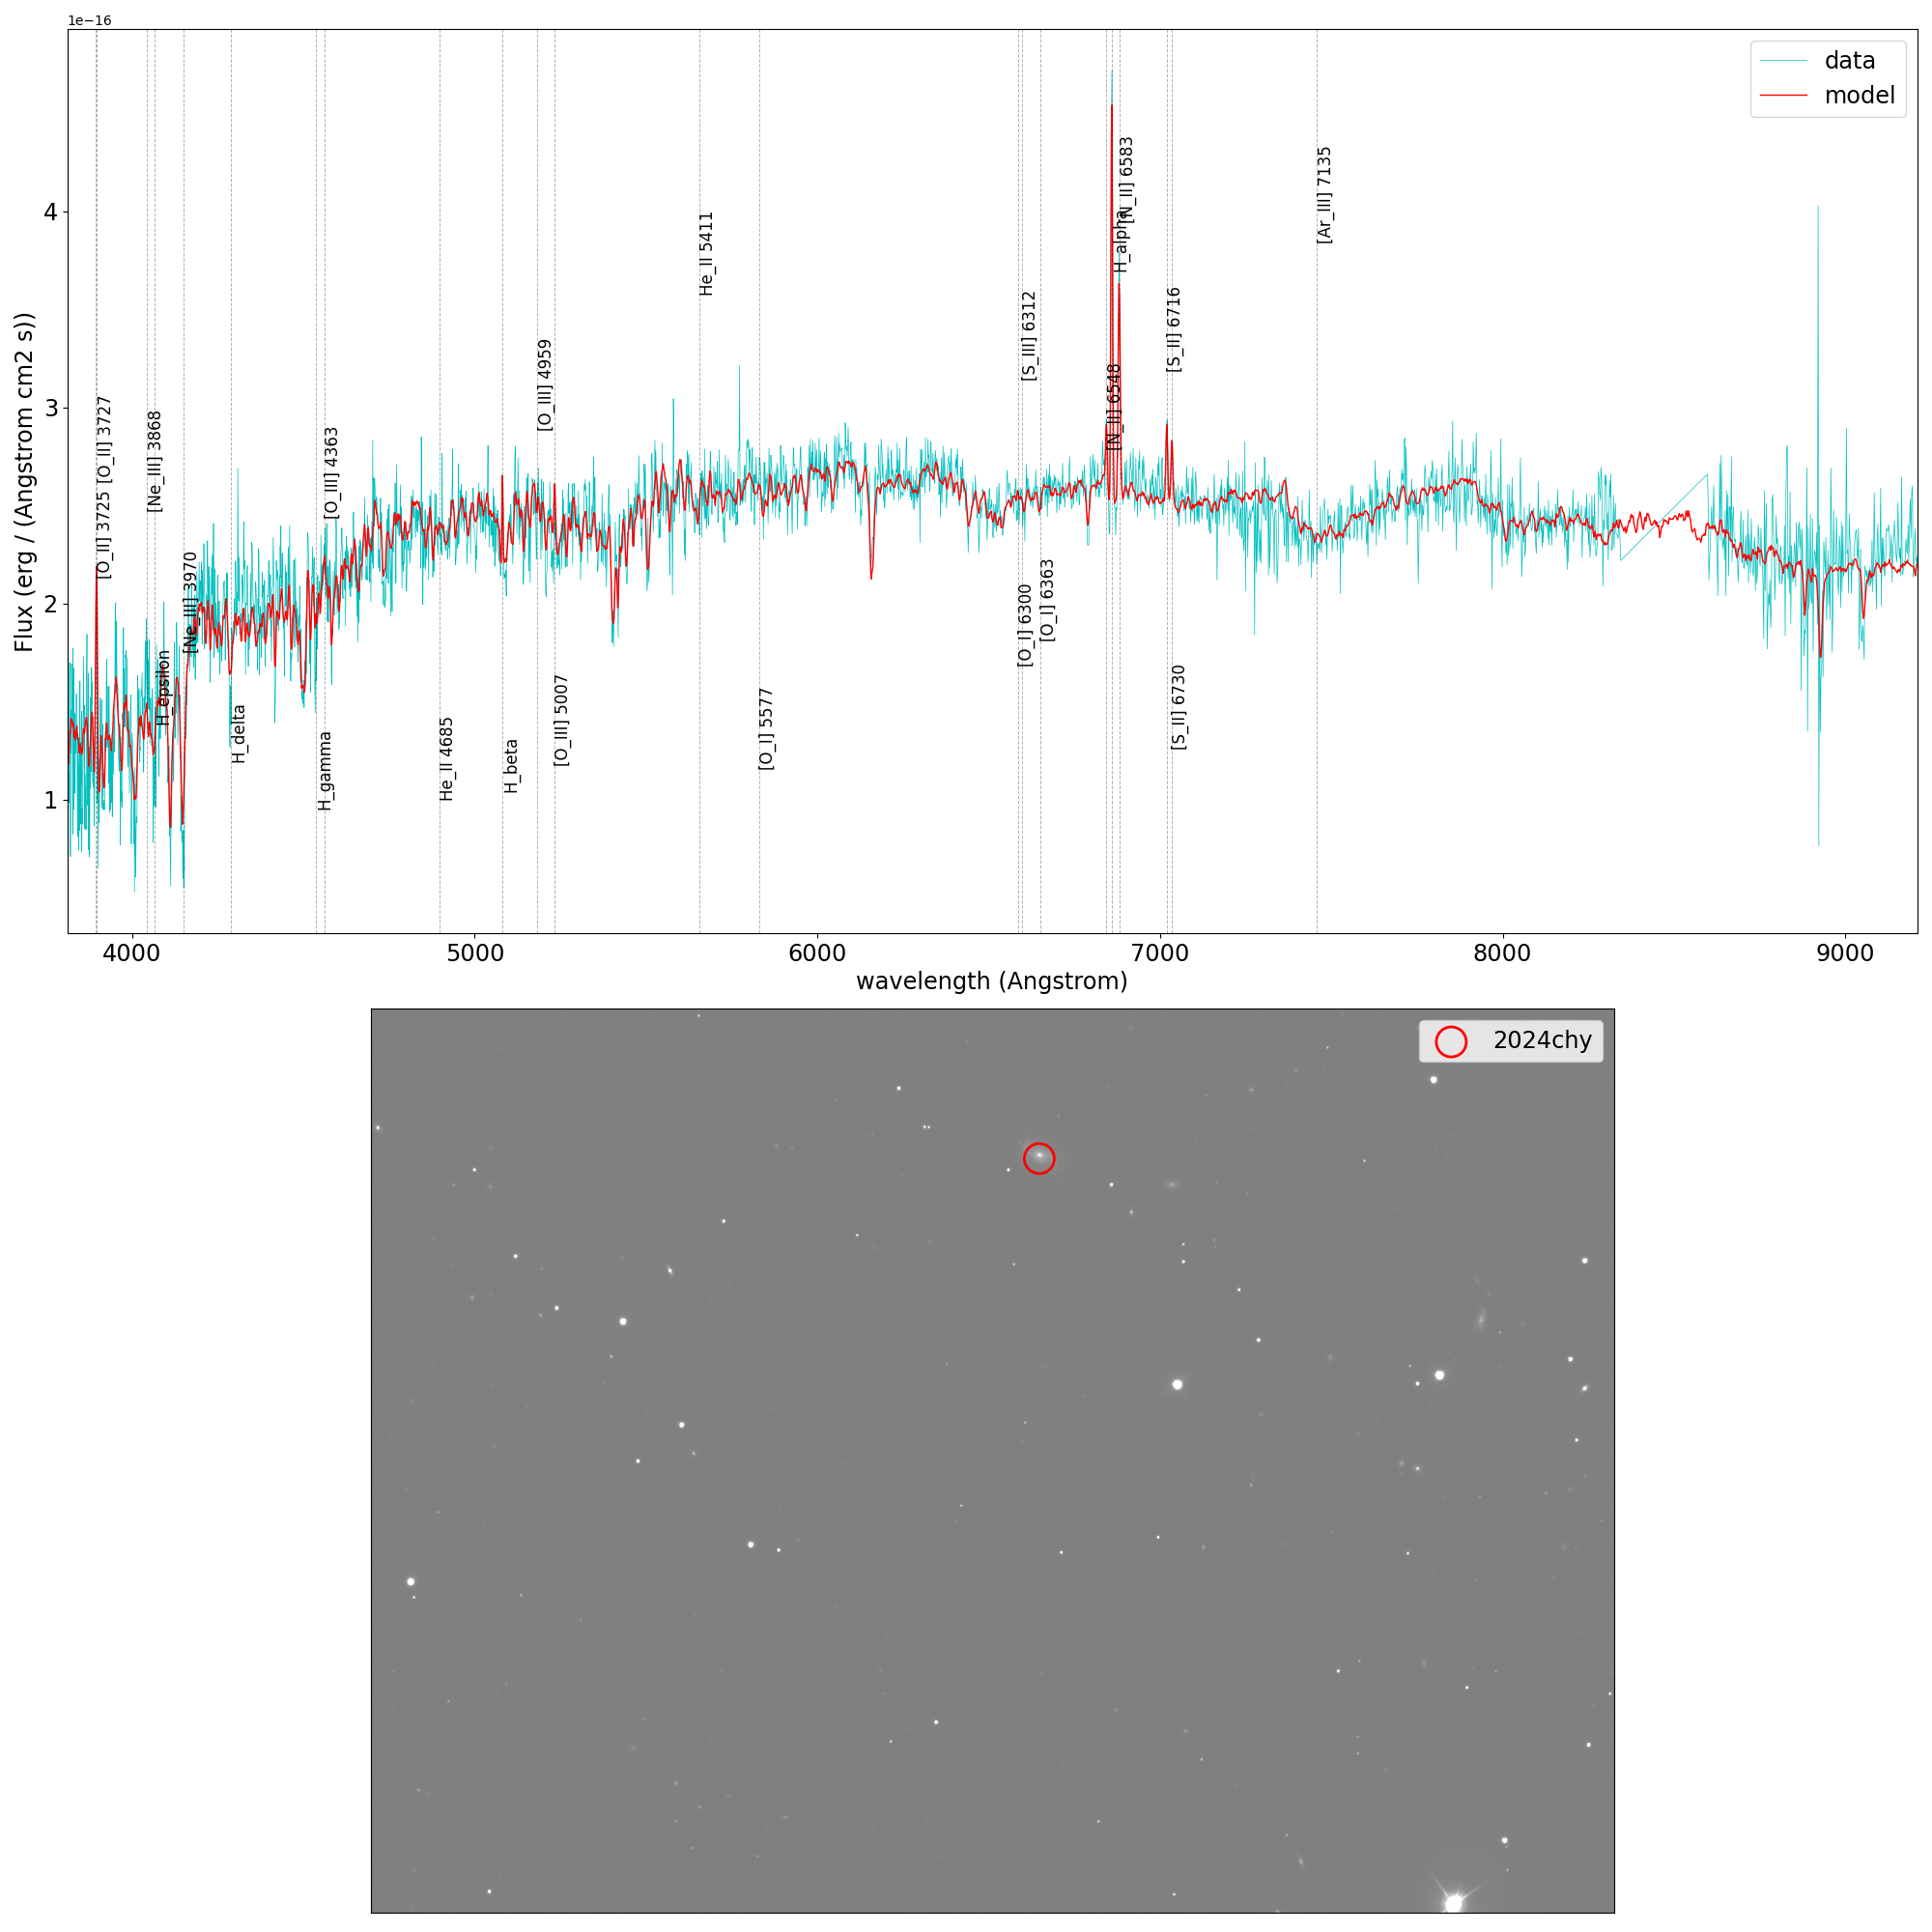 1e−16
data
model
[N_II] 6583
[Ar_III] 7135
H_alpha
He_II 5411
[S_III] 6312
[S_II] 6716
[O_III] 4959
[N_II] 6548
[O_II] 3725 [O_II] 3727
[Ne_III] 3868
[O_III] 4363
[Ne_III] 3970
H_epsilon
H_delta
H_gamma
He_II 4685
H_beta
[O_III] 5007
[O_I] 5577
[O_I] 6300
[O_I] 6363
[S_II] 6730
Flux (erg / (Angstrom cm2 s))
4
3
2
1
4000 5000 6000 7000 8000 9000
wavelength (Angstrom)
2024chy